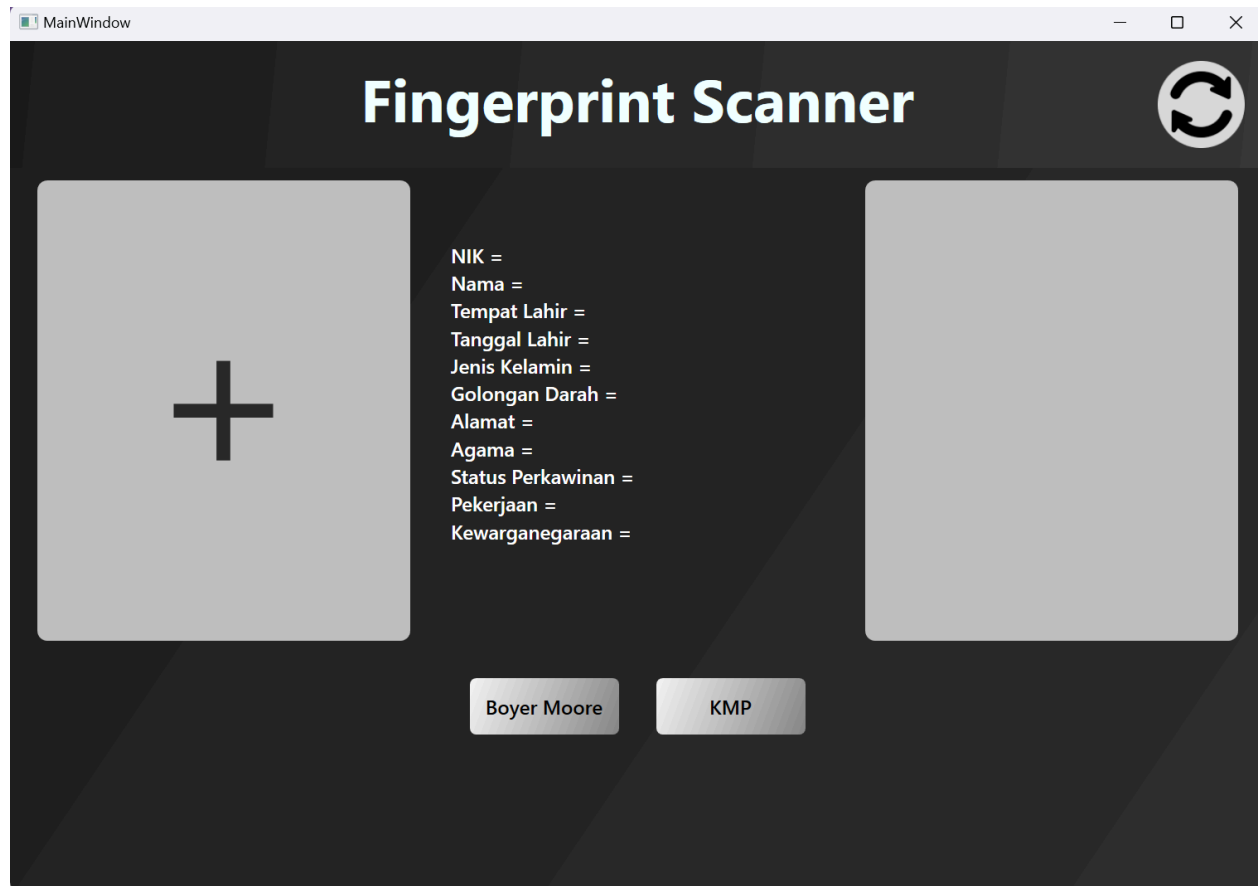 MainWindow
Fingerprint Scanner
NIK =
Nama =
Tempat Lahir =
Tanggal Lahir =
Jenis Kelamin =
Golongan Darah =
Alamat =
Agama =
Status Perkawinan =
Pekerjaan =
Kewarganegaraan =
Boyer Moore
KMP